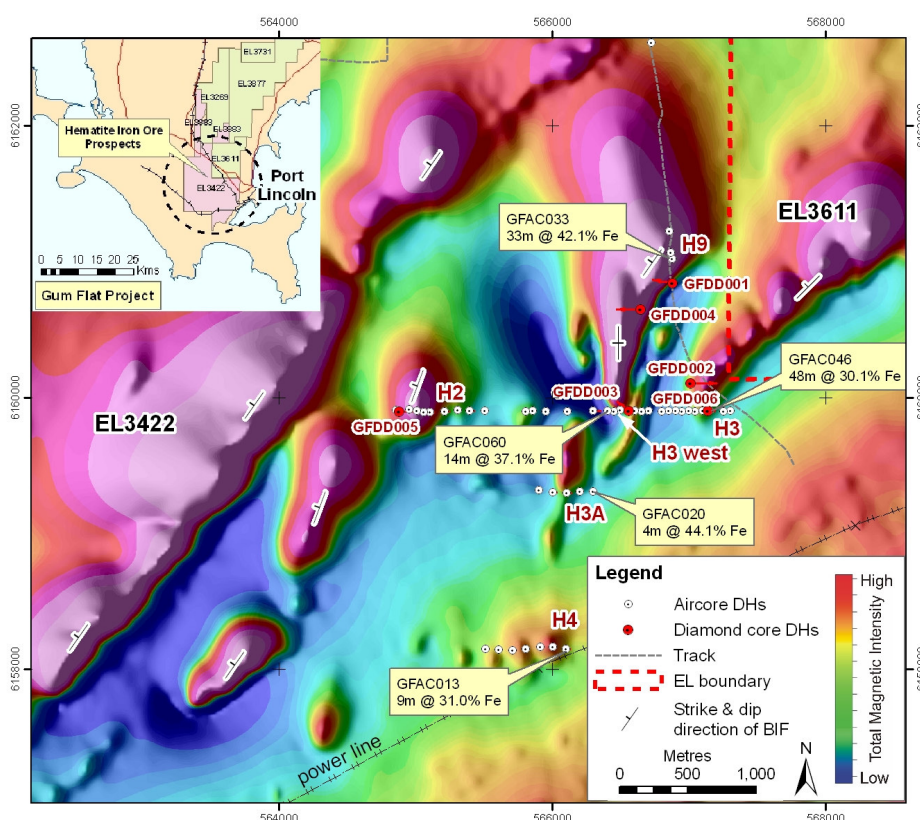 564000
566000
568000
EL3731
EL3877
EL3269
EL3883
EL3883
Hematite Iron Ore
Prospects
EL3611
EL3422
Port
Lincoln
0 5 10 15 20 25
Kms
Gum Flat Project
6162000
EL3611
GFAC033
33m @ 42.1% Fe
H9
GFDD001
GFDD004
GFAC046
48m @ 30.1% Fe
GFDD002
GFDD003
GFDD006
6160000
H2
EL3422
GFDD005
H3
GFAC060
14m @ 37.1% Fe
H3 west
GFAC020
4m @ 44.1% Fe
H3A
H4
6158000
GFAC013
9m @ 31.0% Fe
power line
Legend
Aircore DHs
Diamond core DHs
Track
EL boundary
Strike & dip
direction of BIF
Metres
0 500 1,000
N
High
Total Magnetic Intensity
Low
564000
566000
568000